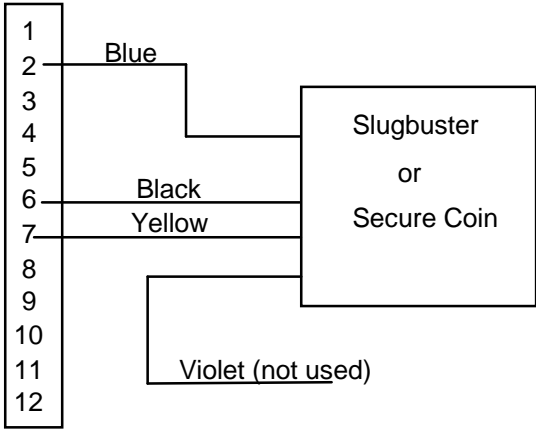 1
2
3
4
5
6
7
8
9
10
11
12
Blue
Black
Yellow
Violet (not used)
Slugbuster
or
Secure Coin